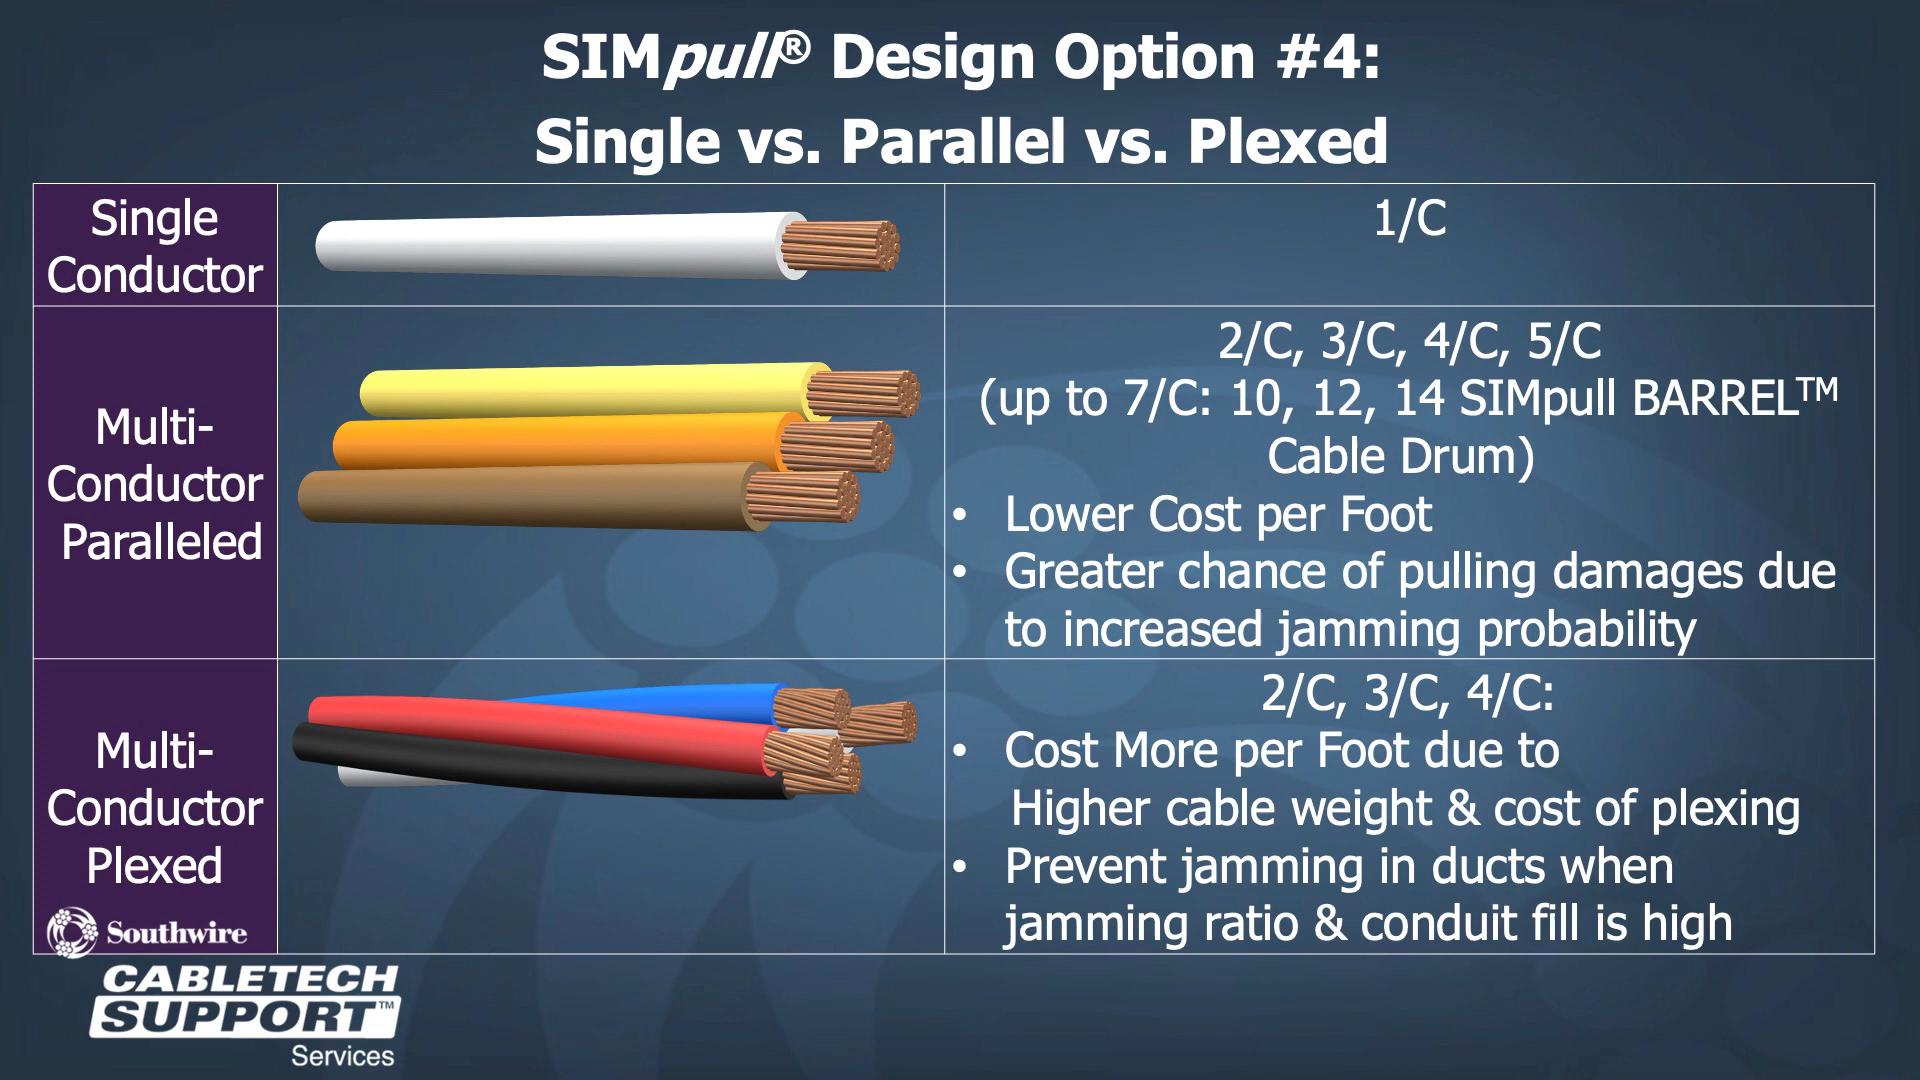 SIMpull® Design Option #4:
Single vs. Parallel vs. Plexed
Single
Conductor
1/C
Multi-
Conductor
Paralleled
2/C, 3/C, 4/C, 5/C
(up to 7/C: 10, 12, 14 SIMpull BARREL™
Cable Drum)
• Lower Cost per Foot
• Greater chance of pulling damages due
to increased jamming probability
Multi-
Conductor
Plexed
2/C, 3/C, 4/C:
• Cost More per Foot due to
Higher cable weight & cost of plexing
• Prevent jamming in ducts when
jamming ratio & conduit fill is high
Southwire
CABLETECH
SUPPORT™
Services